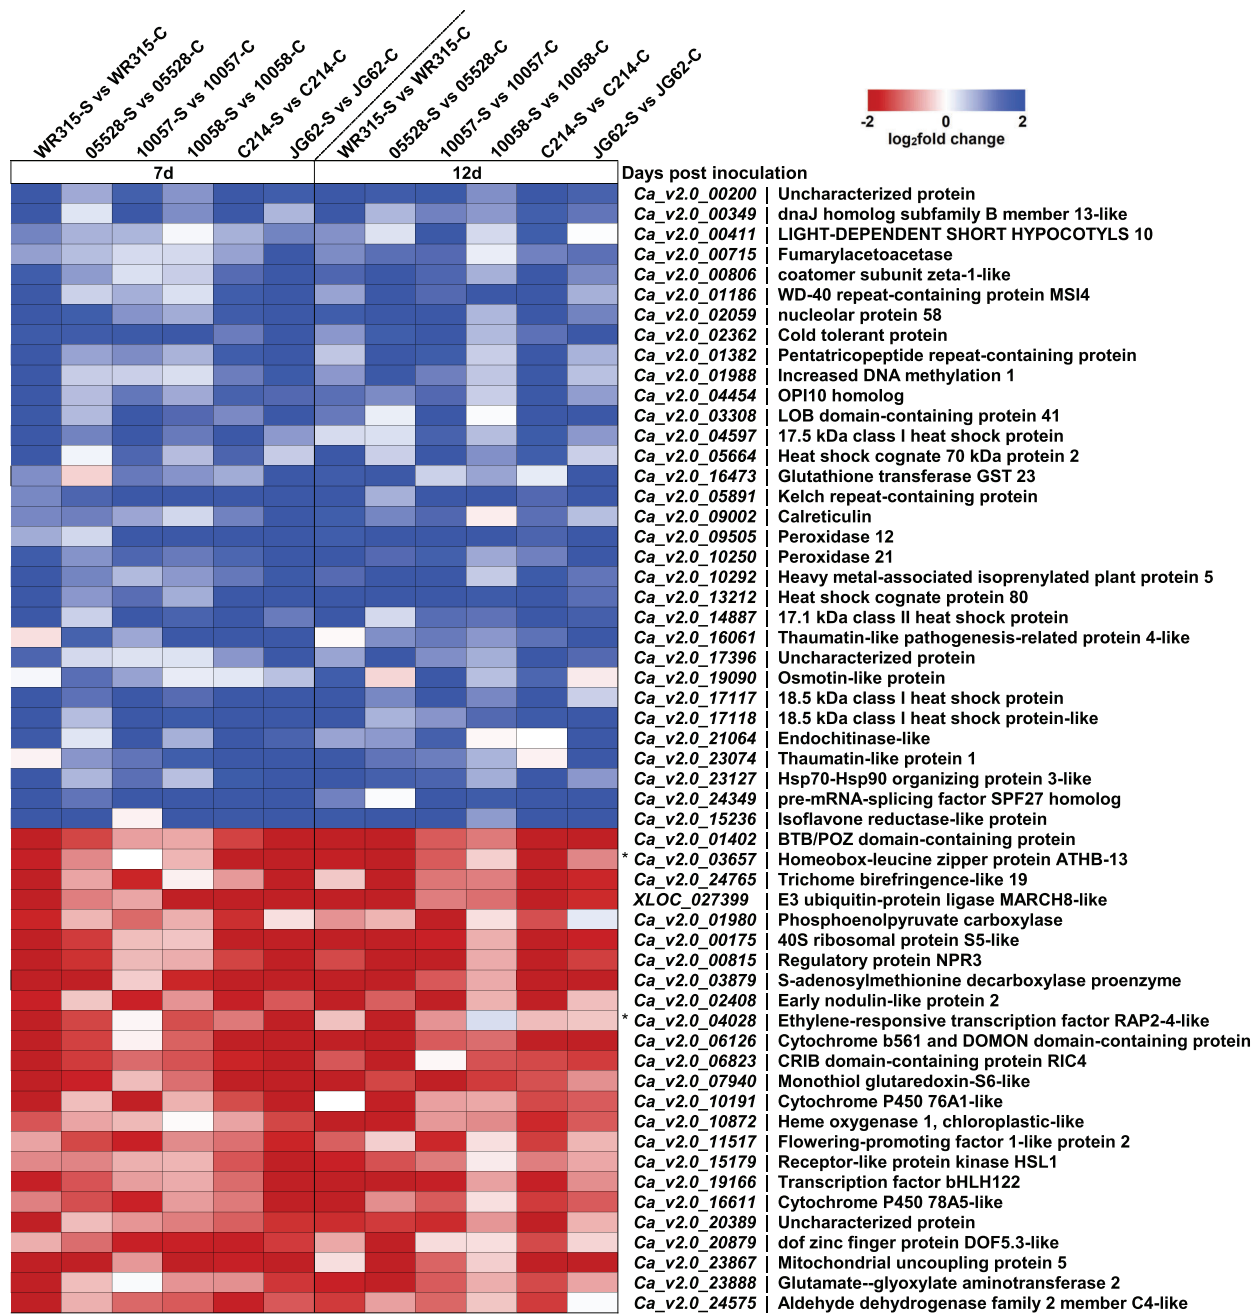 WR315-S vs WR315-C
05528-S vs 05528-C
10057-S vs 10057-C
10058-S vs 10058-C
C214-S vs C214-C
JG62-S vs JG62-C
WR315-S vs WR315-C
05528-S vs 05528-C
10057-S vs 10057-C
10058-S vs 10058-C
C214-S vs C214-C
JG62-S vs JG62-C
-2 0 2
log2fold change
7d 12d Days post inoculation
Ca_v2.0_00200 | Uncharacterized protein
Ca_v2.0_00349 | dnaJ homolog subfamily B member 13-like
Ca_v2.0_00411 | LIGHT-DEPENDENT SHORT HYPOCOTYLS 10
Ca_v2.0_00715 | Fumarylacetoacetase
Ca_v2.0_00806 | coatomer subunit zeta-1-like
Ca_v2.0_01186 | WD-40 repeat-containing protein MSI4
Ca_v2.0_02059 | nucleolar protein 58
Ca_v2.0_02362 | Cold tolerant protein
Ca_v2.0_01382 | Pentatricopeptide repeat-containing protein
Ca_v2.0_01988 | Increased DNA methylation 1
Ca_v2.0_04454 | OPI10 homolog
Ca_v2.0_03308 | LOB domain-containing protein 41
Ca_v2.0_04597 | 17.5 kDa class I heat shock protein
Ca_v2.0_05664 | Heat shock cognate 70 kDa protein 2
Ca_v2.0_16473 | Glutathione transferase GST 23
Ca_v2.0_05891 | Kelch repeat-containing protein
Ca_v2.0_09002 | Calreticulin
Ca_v2.0_09505 | Peroxidase 12
Ca_v2.0_10250 | Peroxidase 21
Ca_v2.0_10292 | Heavy metal-associated isoprenylated plant protein 5
Ca_v2.0_13212 | Heat shock cognate protein 80
Ca_v2.0_14887 | 17.1 kDa class II heat shock protein
Ca_v2.0_16061 | Thaumatin-like pathogenesis-related protein 4-like
Ca_v2.0_17396 | Uncharacterized protein
Ca_v2.0_19090 | Osmotin-like protein
Ca_v2.0_17117 | 18.5 kDa class I heat shock protein
Ca_v2.0_17118 | 18.5 kDa class I heat shock protein-like
Ca_v2.0_21064 | Endochitinase-like
Ca_v2.0_23074 | Thaumatin-like protein 1
Ca_v2.0_23127 | Hsp70-Hsp90 organizing protein 3-like
Ca_v2.0_24349 | pre-mRNA-splicing factor SPF27 homolog
Ca_v2.0_15236 | Isoflavone reductase-like protein
Ca_v2.0_01402 | BTB/POZ domain-containing protein
* Ca_v2.0_03657 | Homeobox-leucine zipper protein ATHB-13
Ca_v2.0_24765 | Trichome birefringence-like 19
XLOC_027399 | E3 ubiquitin-protein ligase MARCH8-like
Ca_v2.0_01980 | Phosphoenolpyruvate carboxylase
Ca_v2.0_00175 | 40S ribosomal protein S5-like
Ca_v2.0_00815 | Regulatory protein NPR3
Ca_v2.0_03879 | S-adenosylmethionine decarboxylase proenzyme
Ca_v2.0_02408 | Early nodulin-like protein 2
* Ca_v2.0_04028 | Ethylene-responsive transcription factor RAP2-4-like
Ca_v2.0_06126 | Cytochrome b561 and DOMON domain-containing protein
Ca_v2.0_06823 | CRIB domain-containing protein RIC4
Ca_v2.0_07940 | Monothiol glutaredoxin-S6-like
Ca_v2.0_10191 | Cytochrome P450 76A1-like
Ca_v2.0_10872 | Heme oxygenase 1, chloroplastic-like
Ca_v2.0_11517 | Flowering-promoting factor 1-like protein 2
Ca_v2.0_15179 | Receptor-like protein kinase HSL1
Ca_v2.0_19166 | Transcription factor bHLH122
Ca_v2.0_16611 | Cytochrome P450 78A5-like
Ca_v2.0_20389 | Uncharacterized protein
Ca_v2.0_20879 | dof zinc finger protein DOF5.3-like
Ca_v2.0_23867 | Mitochondrial uncoupling protein 5
Ca_v2.0_23888 | Glutamate--glyoxylate aminotransferase 2
Ca_v2.0_24575 | Aldehyde dehydrogenase family 2 member C4-like